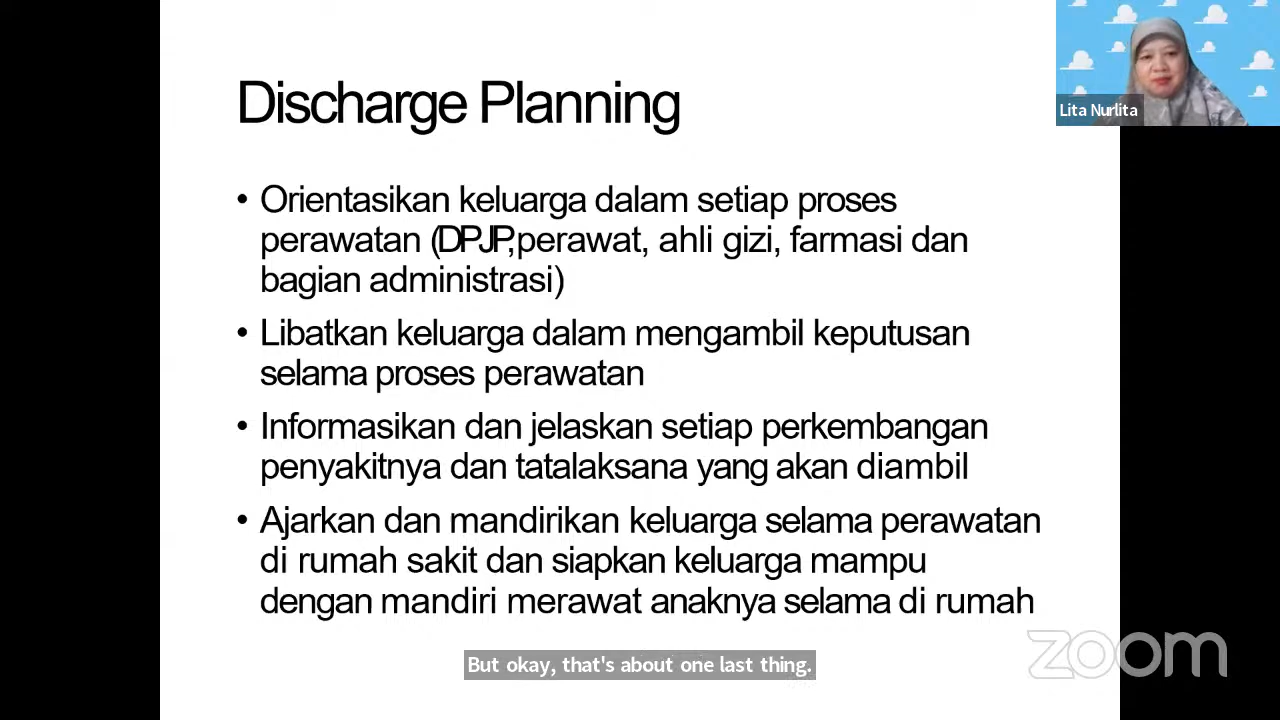 Discharge Planning
Lita Nurlita
• Orientasikan keluarga dalam setiap proses
perawatan (DPJP,perawat, ahli gizi, farmasi dan
bagian administrasi)
• Libatkan keluarga dalam mengambil keputusan
selama proses perawatan
• Informasikan dan jelaskan setiap perkembangan
penyakitnya dan tatalaksana yang akan diambil
• Ajarkan dan mandirikan keluarga selama perawatan
di rumah sakit dan siapkan keluarga mampu
dengan mandiri merawat anaknya selama di rumah
zoom
But okay, that's about one last thing.